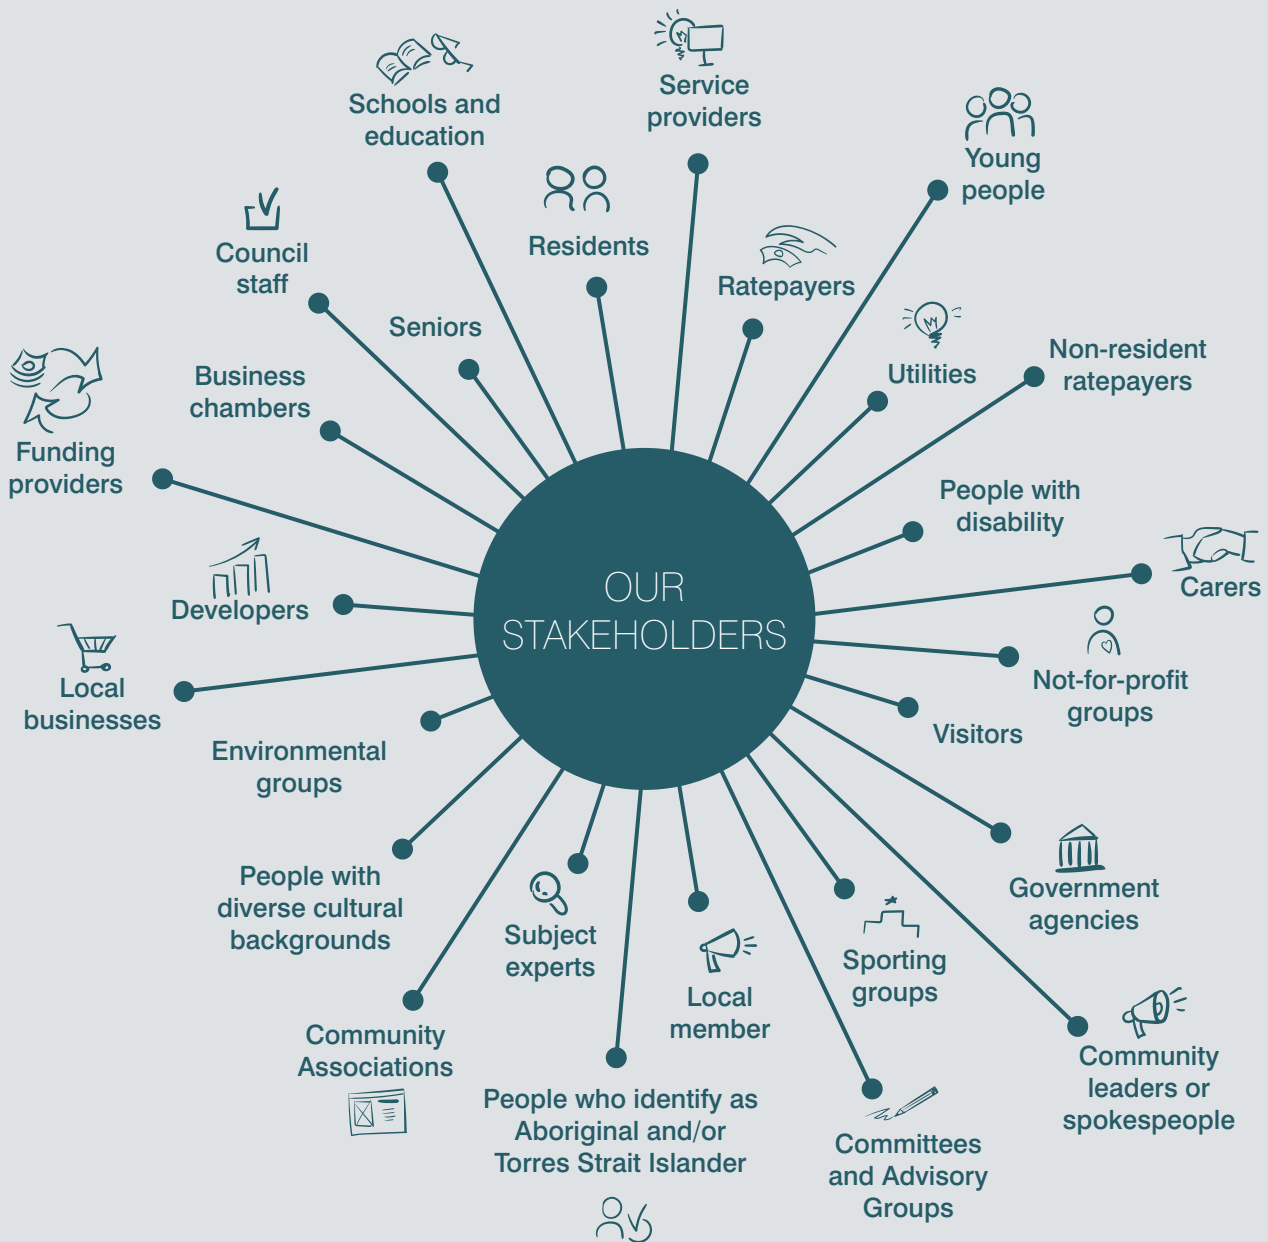 Schools and
education
Service
providers
Young
people
Council
staff
Residents
Ratepayers
Seniors
Utilities
Non-resident
ratepayers
Business
chambers
Funding
providers
People with
disability
Carers
Developers
OUR
STAKEHOLDERS
Local
businesses
Not-for-profit
groups
Visitors
Environmental
groups
People with
diverse cultural
backgrounds
Subject
experts
Government
agencies
Sporting
groups
Local
member
Community
Associations
Community
leaders or
spokespeople
People who identify as
Aboriginal and/or
Torres Strait Islander
Committees
and Advisory
Groups